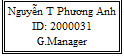 Nguyễn T Phương Anh
ID: 2000031
G.Manager